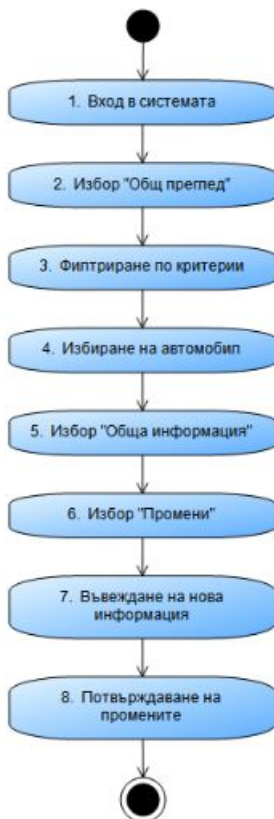 1. Вход в системата
2. Избор "Общ преглед"
3. Филтриране по критерии
4. Избиране на автомобил
5. Избор "Обща информация"
6. Избор "Промени"
7. Въвеждане на нова
информация
8. Потвърждаване на
промените